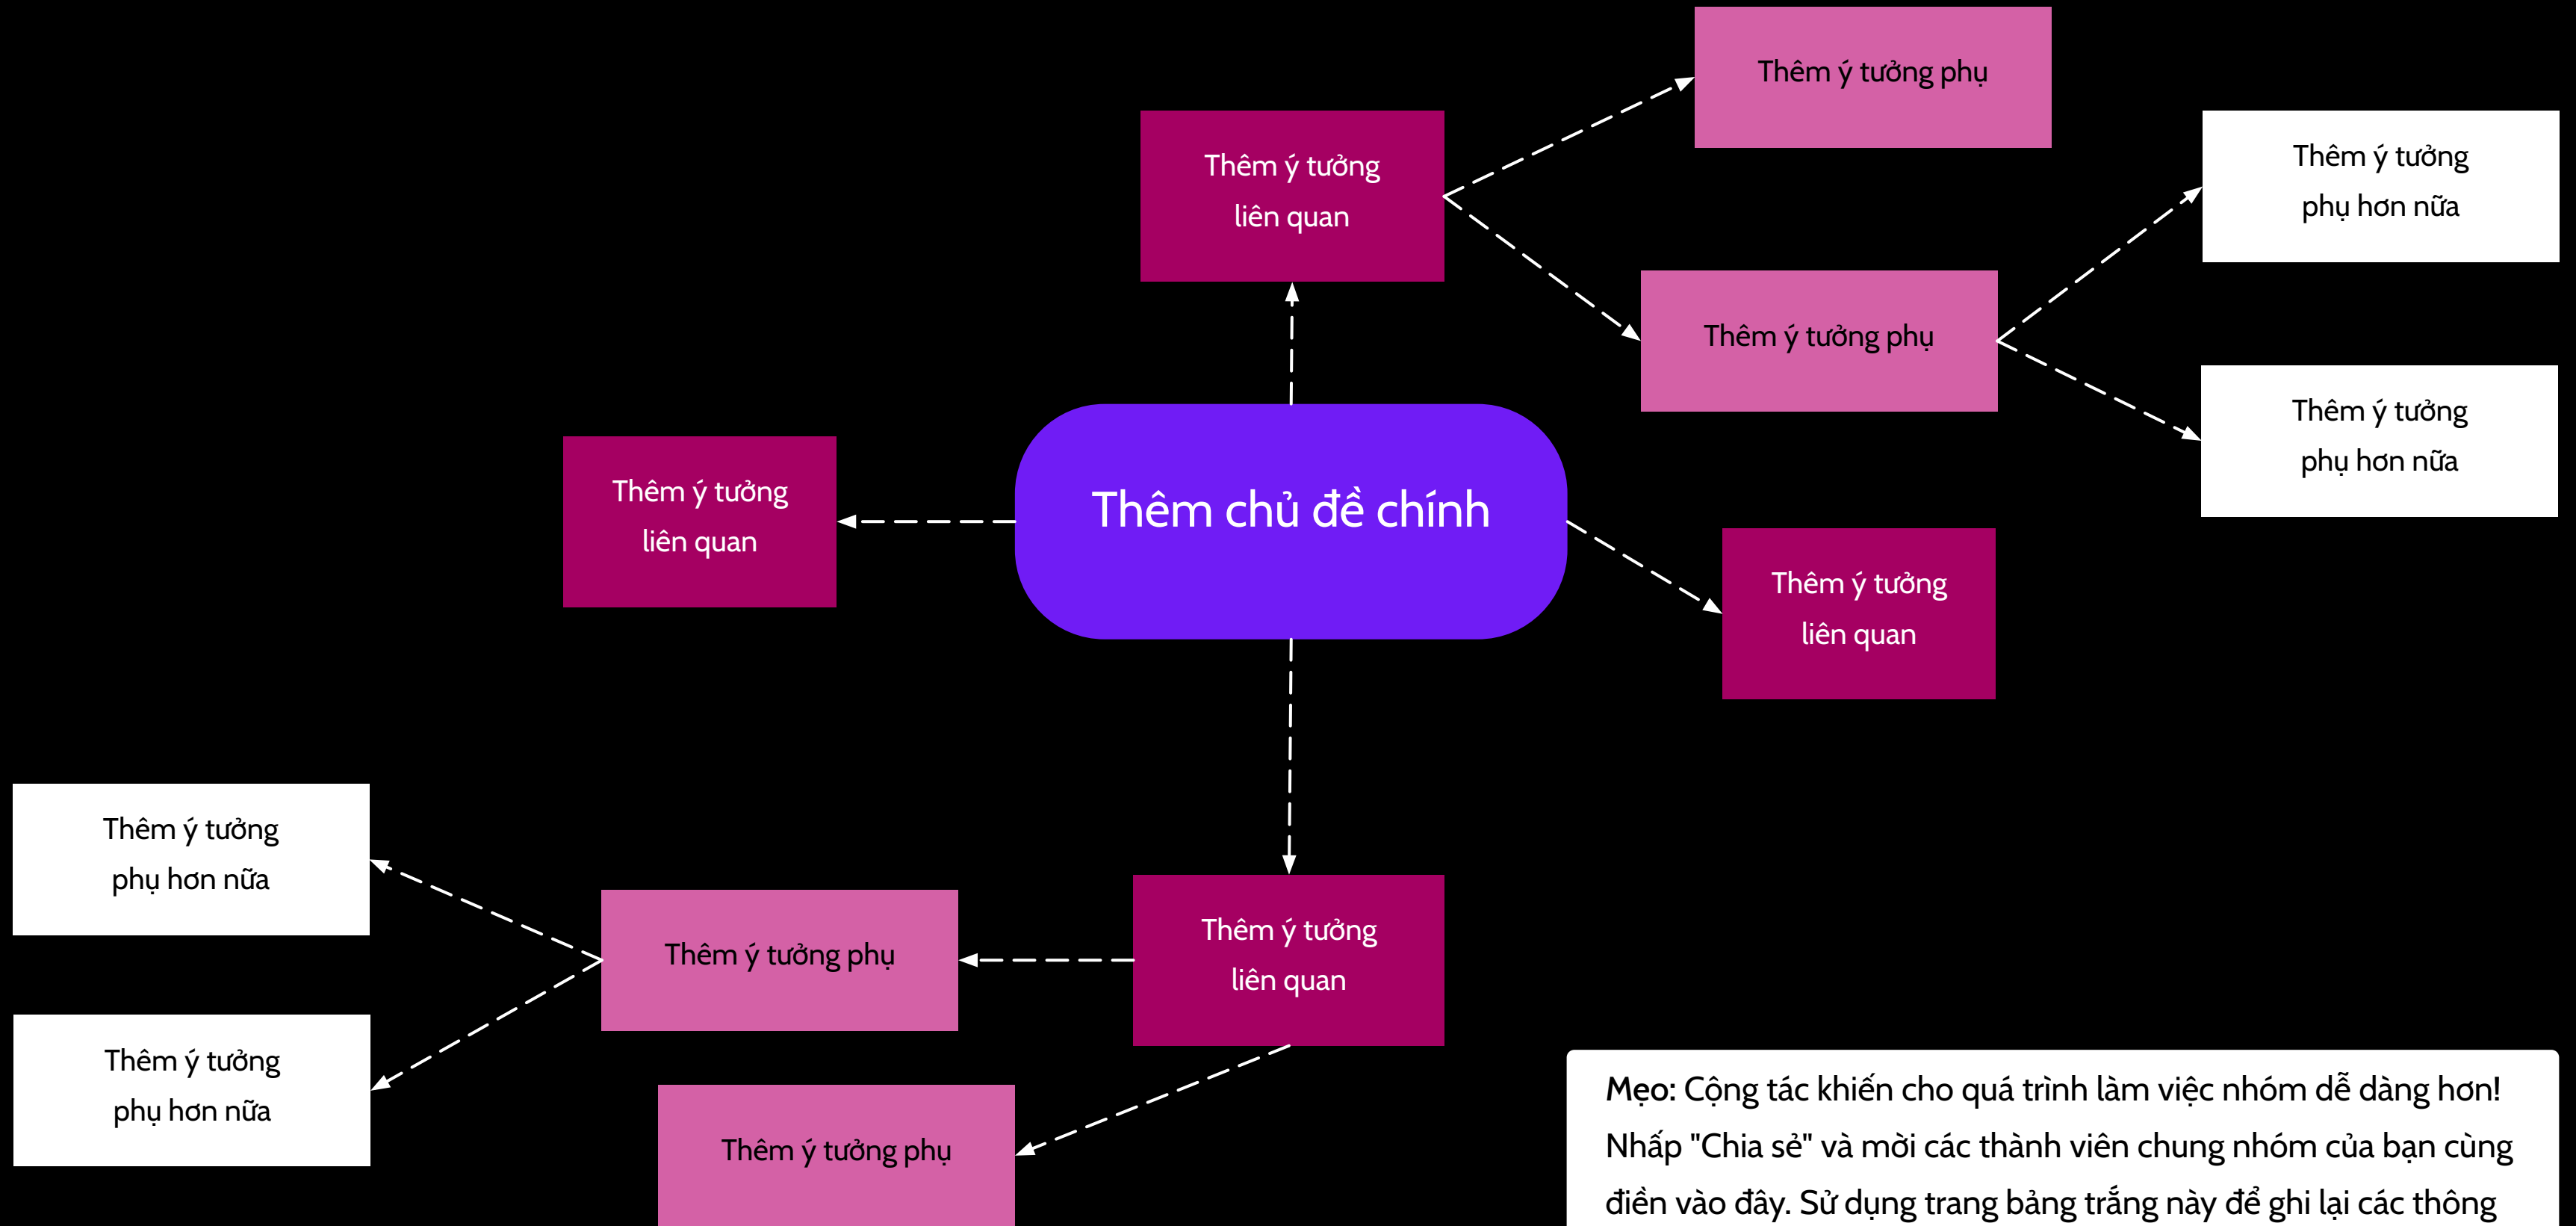 Thêm ý tưởng phụ
Thêm ý tưởng
liên quan
Thêm ý tưởng
phụ hơn nữa
Thêm ý tưởng phụ
Thêm ý tưởng
phụ hơn nữa
Thêm ý tưởng
liên quan
Thêm chủ đề chính
Thêm ý tưởng
liên quan
Thêm ý tưởng
phụ hơn nữa
Thêm ý tưởng phụ
Thêm ý tưởng
liên quan
Thêm ý tưởng
phụ hơn nữa
Thêm ý tưởng phụ
Mẹo: Cộng tác khiến cho quá trình làm việc nhóm dễ dàng hơn!
Nhấp "Chia sẻ" và mời các thành viên chung nhóm của bạn cùng
điền vào đây. Sử dụng trang bảng trắng này để ghi lại các thông